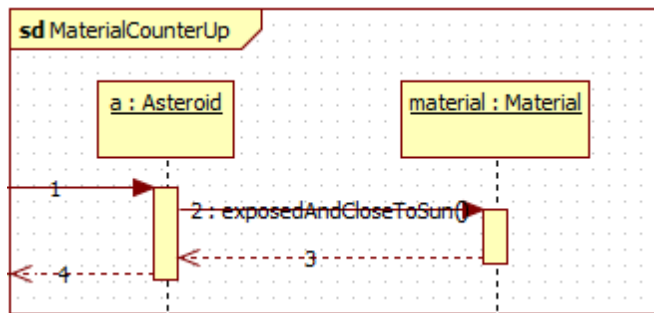 sd MaterialCounterUp
a : Asteroid
material : Material
1
2 : exposedAndCloseToSun()
3
4